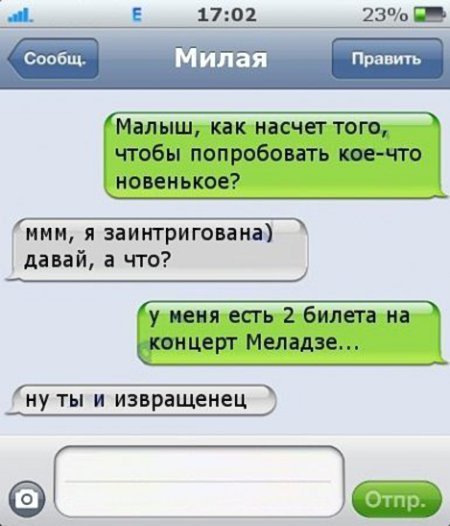 E 17:02 23%
Сообщ. Милая Править
Малыш, как насчет того,
чтобы попробовать кое-что
новенькое?
ммм, я заинтригована)
давай, а что?
у меня есть 2 билета на
концерт Меладзе...
ну ты и извращенец
Отпр.